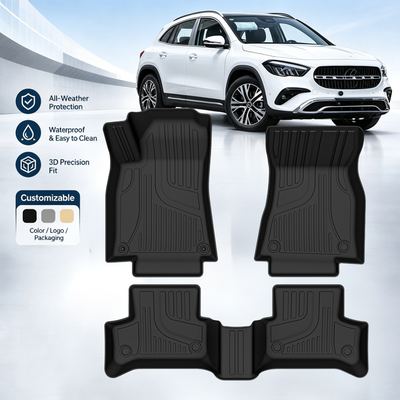 All-Weather
Protection
Waterproof
& Easy to Clean
3D Precision
Fit
Customizable
Color / Logo /
Packaging